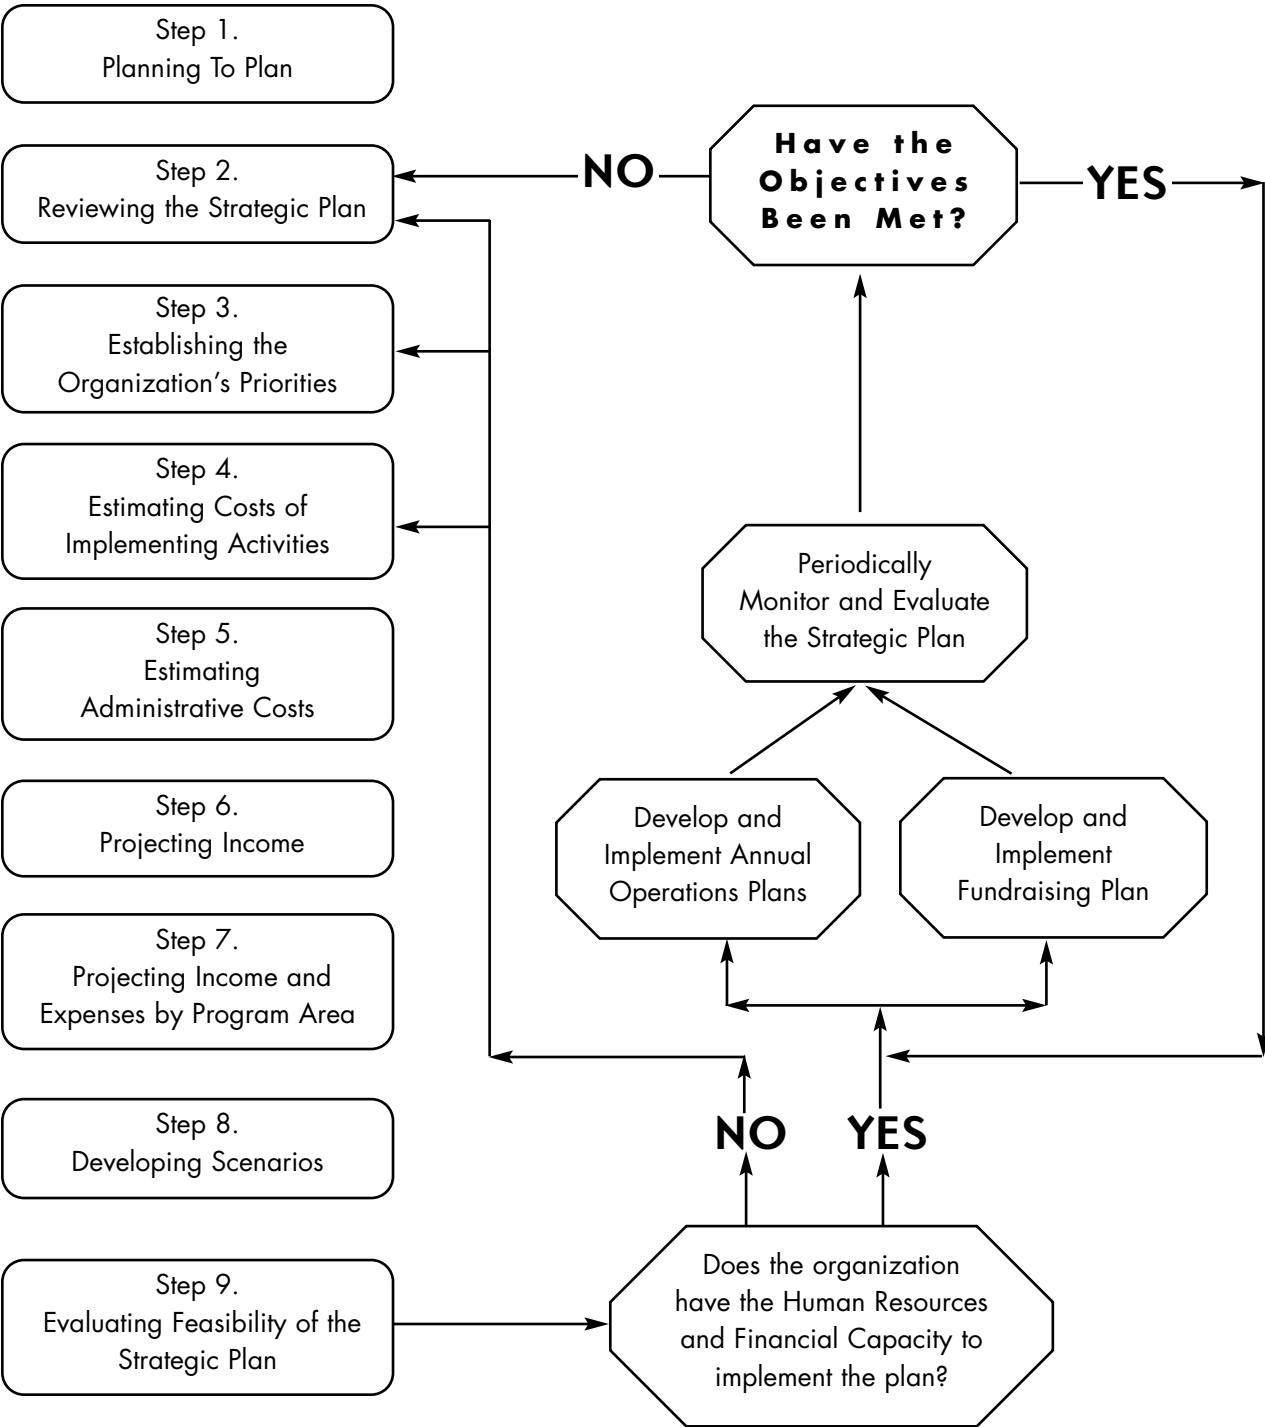 Step 1.
Planning To Plan
Step 2.
Reviewing the Strategic Plan
Step 3.
Establishing the
Organization's Priorities
Step 4.
Estimating Costs of
Implementing Activities
Step 5.
Estimating
Administrative Costs
Step 6.
Projecting Income
Step 7.
Projecting Income and
Expenses by Program Area
Step 8.
Developing Scenarios
Step 9.
Evaluating Feasibility of the
Strategic Plan
Have the
Objectives
Been Met?
NO
YES
Periodically
Monitor and Evaluate
the Strategic Plan
Develop and
Implement Annual
Operations Plans
Develop and
Implement
Fundraising Plan
NO
YES
Does the organization
have the Human Resources
and Financial Capacity to
implement the plan?